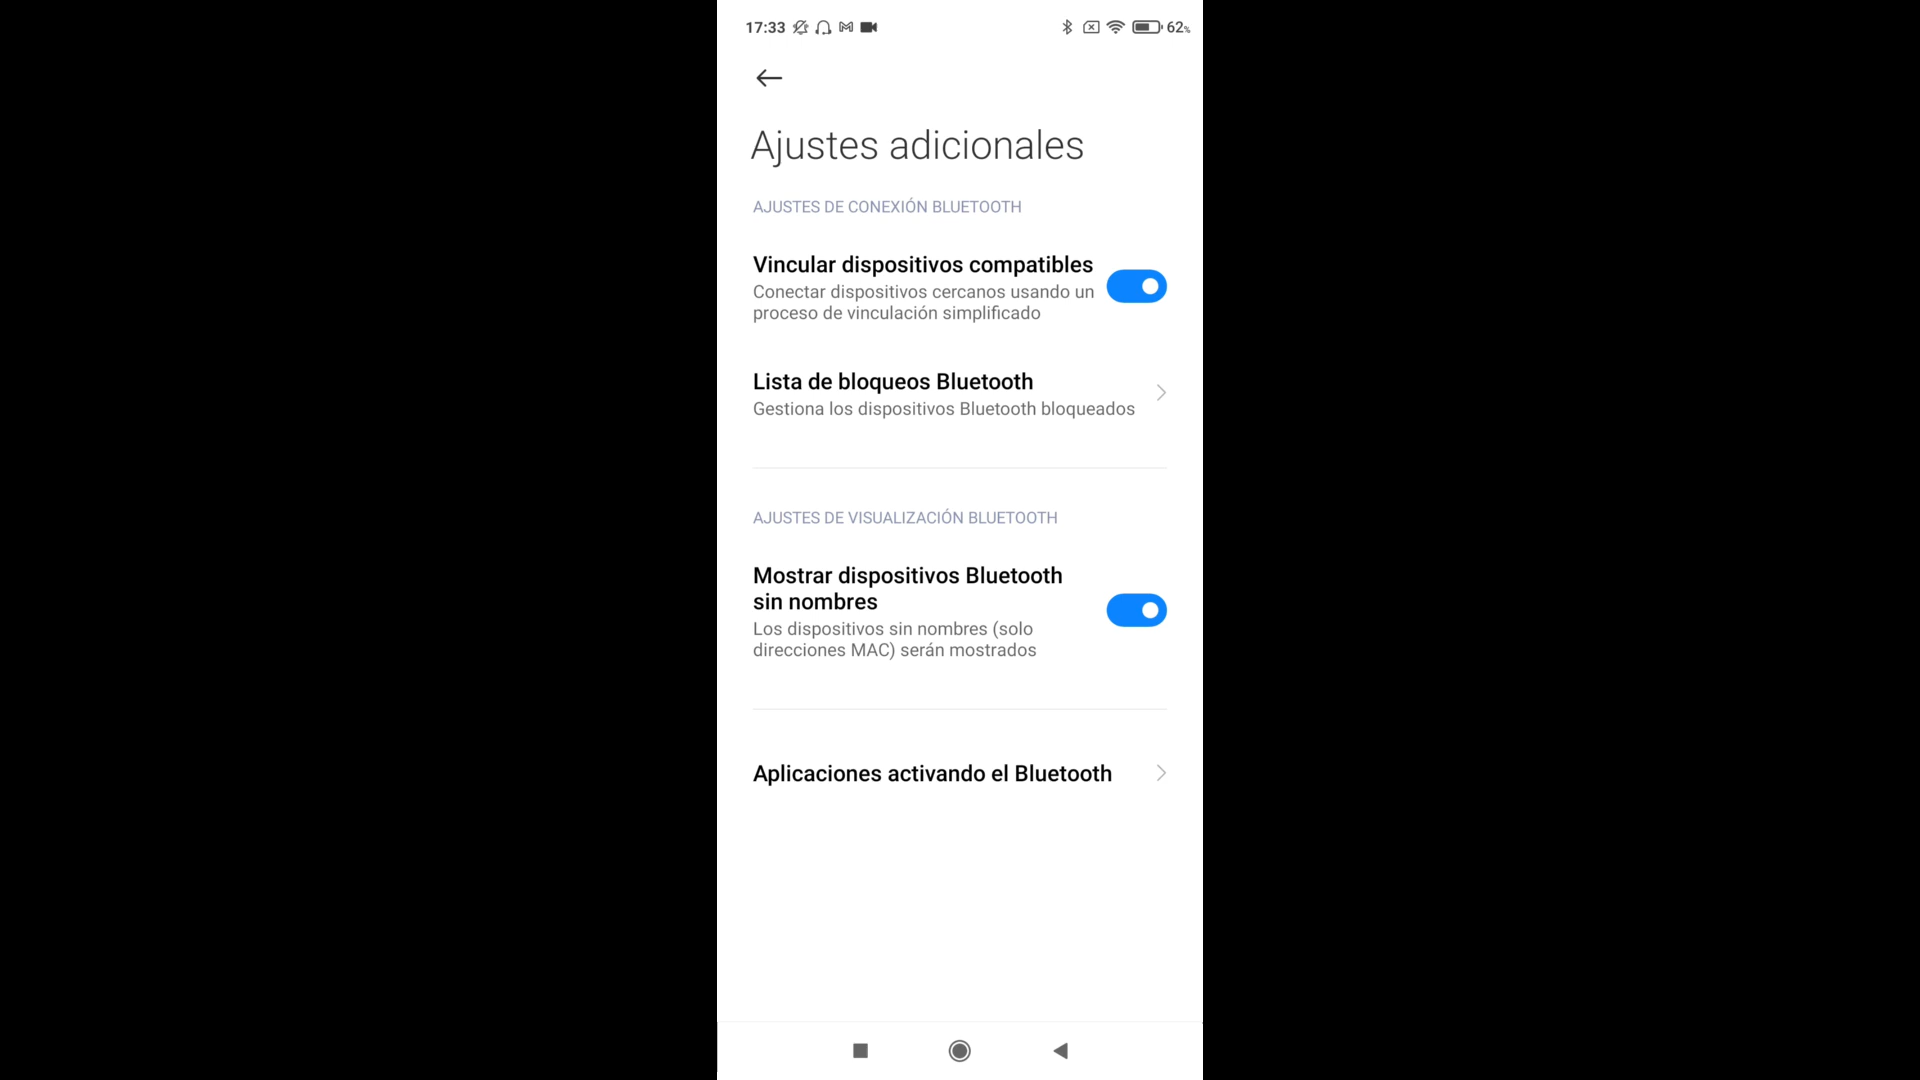 17:33 62%
Ajustes adicionales
AJUSTES DE CONEXIÓN BLUETOOTH
Vincular dispositivos compatibles
Conectar dispositivos cercanos usando un
proceso de vinculación simplificado
Lista de bloqueos Bluetooth
Gestiona los dispositivos Bluetooth bloqueados
AJUSTES DE VISUALIZACIÓN BLUETOOTH
Mostrar dispositivos Bluetooth
sin nombres
Los dispositivos sin nombres (solo
direcciones MAC) serán mostrados
Aplicaciones activando el Bluetooth